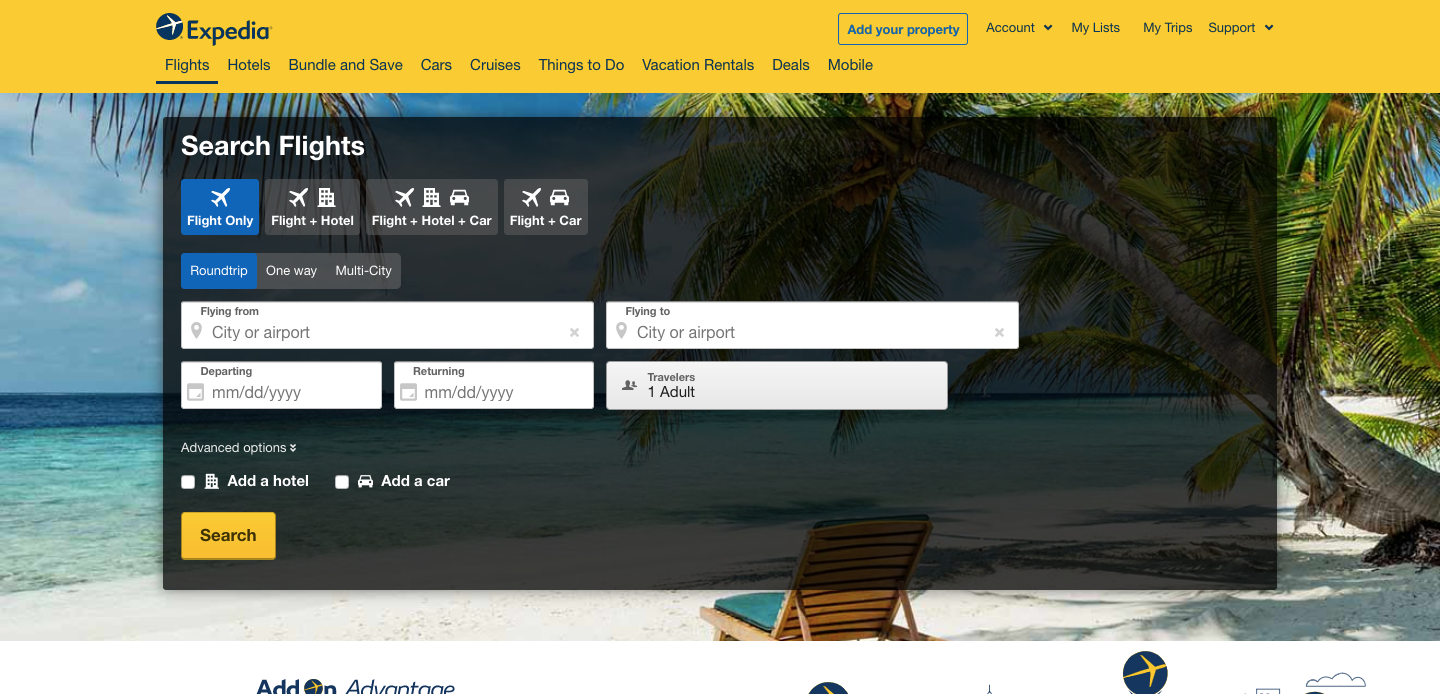 Expedia
Add your property
Account
My Lists
My Trips
Support
Flights
Hotels
Bundle and Save
Cars
Cruises
Things to Do
Vacation Rentals
Deals
Mobile
Search Flights
Flight Only
Flight + Hotel
Flight + Hotel + Car
Flight + Car
Roundtrip
One way
Multi-City
Flying from
City or airport
Flying to
City or airport
Departing
mm/dd/yyyy
Returning
mm/dd/yyyy
Travelers
1 Adult
Advanced options
Add a hotel
Add a car
Search
Add On Advantage